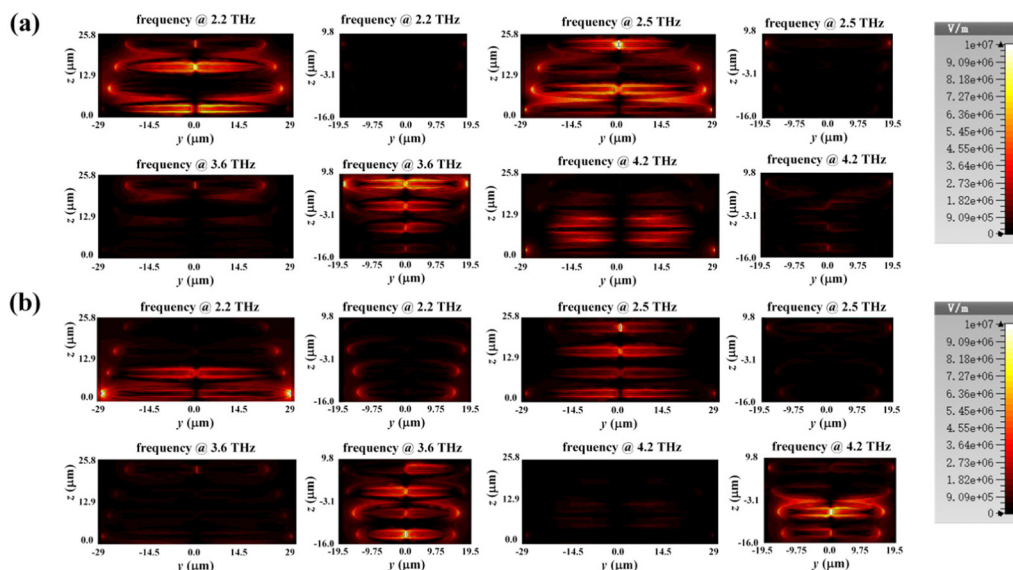 (a)
frequency @ 2.2 THz
frequency @ 2.2 THz
frequency @ 2.5 THz
frequency @ 2.5 THz
25.8
12.9
0.0
z (μm)
-29 -14.5 0.0 14.5 29
y (μm)
9.8
-3.1
-16.0
z (μm)
-19.5 -9.75 0.0 9.75 19.5
y (μm)
25.8
12.9
0.0
z (μm)
-29 -14.5 0.0 14.5 29
y (μm)
9.8
-3.1
-16.0
z (μm)
-19.5 -9.75 0.0 9.75 19.5
y (μm)
frequency @ 3.6 THz
frequency @ 3.6 THz
frequency @ 4.2 THz
frequency @ 4.2 THz
25.8
12.9
0.0
z (μm)
-29 -14.5 0.0 14.5 29
y (μm)
9.8
-3.1
-16.0
z (μm)
-19.5 -9.75 0.0 9.75 19.5
y (μm)
25.8
12.9
0.0
z (μm)
-29 -14.5 0.0 14.5 29
y (μm)
9.8
-3.1
-16.0
z (μm)
-19.5 -9.75 0.0 9.75 19.5
y (μm)
V/m
1e+07
9.09e+06
8.18e+06
7.27e+06
6.36e+06
5.45e+06
4.55e+06
3.64e+06
2.73e+06
1.82e+06
9.09e+05
0
(b)
frequency @ 2.2 THz
frequency @ 2.2 THz
frequency @ 2.5 THz
frequency @ 2.5 THz
25.8
12.9
0.0
z (μm)
-29 -14.5 0.0 14.5 29
y (μm)
9.8
-3.1
-16.0
z (μm)
-19.5 -9.75 0.0 9.75 19.5
y (μm)
25.8
12.9
0.0
z (μm)
-29 -14.5 0.0 14.5 29
y (μm)
9.8
-3.1
-16.0
z (μm)
-19.5 -9.75 0.0 9.75 19.5
y (μm)
frequency @ 3.6 THz
frequency @ 3.6 THz
frequency @ 4.2 THz
frequency @ 4.2 THz
25.8
12.9
0.0
z (μm)
-29 -14.5 0.0 14.5 29
y (μm)
9.8
-3.1
-16.0
z (μm)
-19.5 -9.75 0.0 9.75 19.5
y (μm)
25.8
12.9
0.0
z (μm)
-29 -14.5 0.0 14.5 29
y (μm)
9.8
-3.1
-16.0
z (μm)
-19.5 -9.75 0.0 9.75 19.5
y (μm)
V/m
1e+07
9.09e+06
8.18e+06
7.27e+06
6.36e+06
5.45e+06
4.55e+06
3.64e+06
2.73e+06
1.82e+06
9.09e+05
0